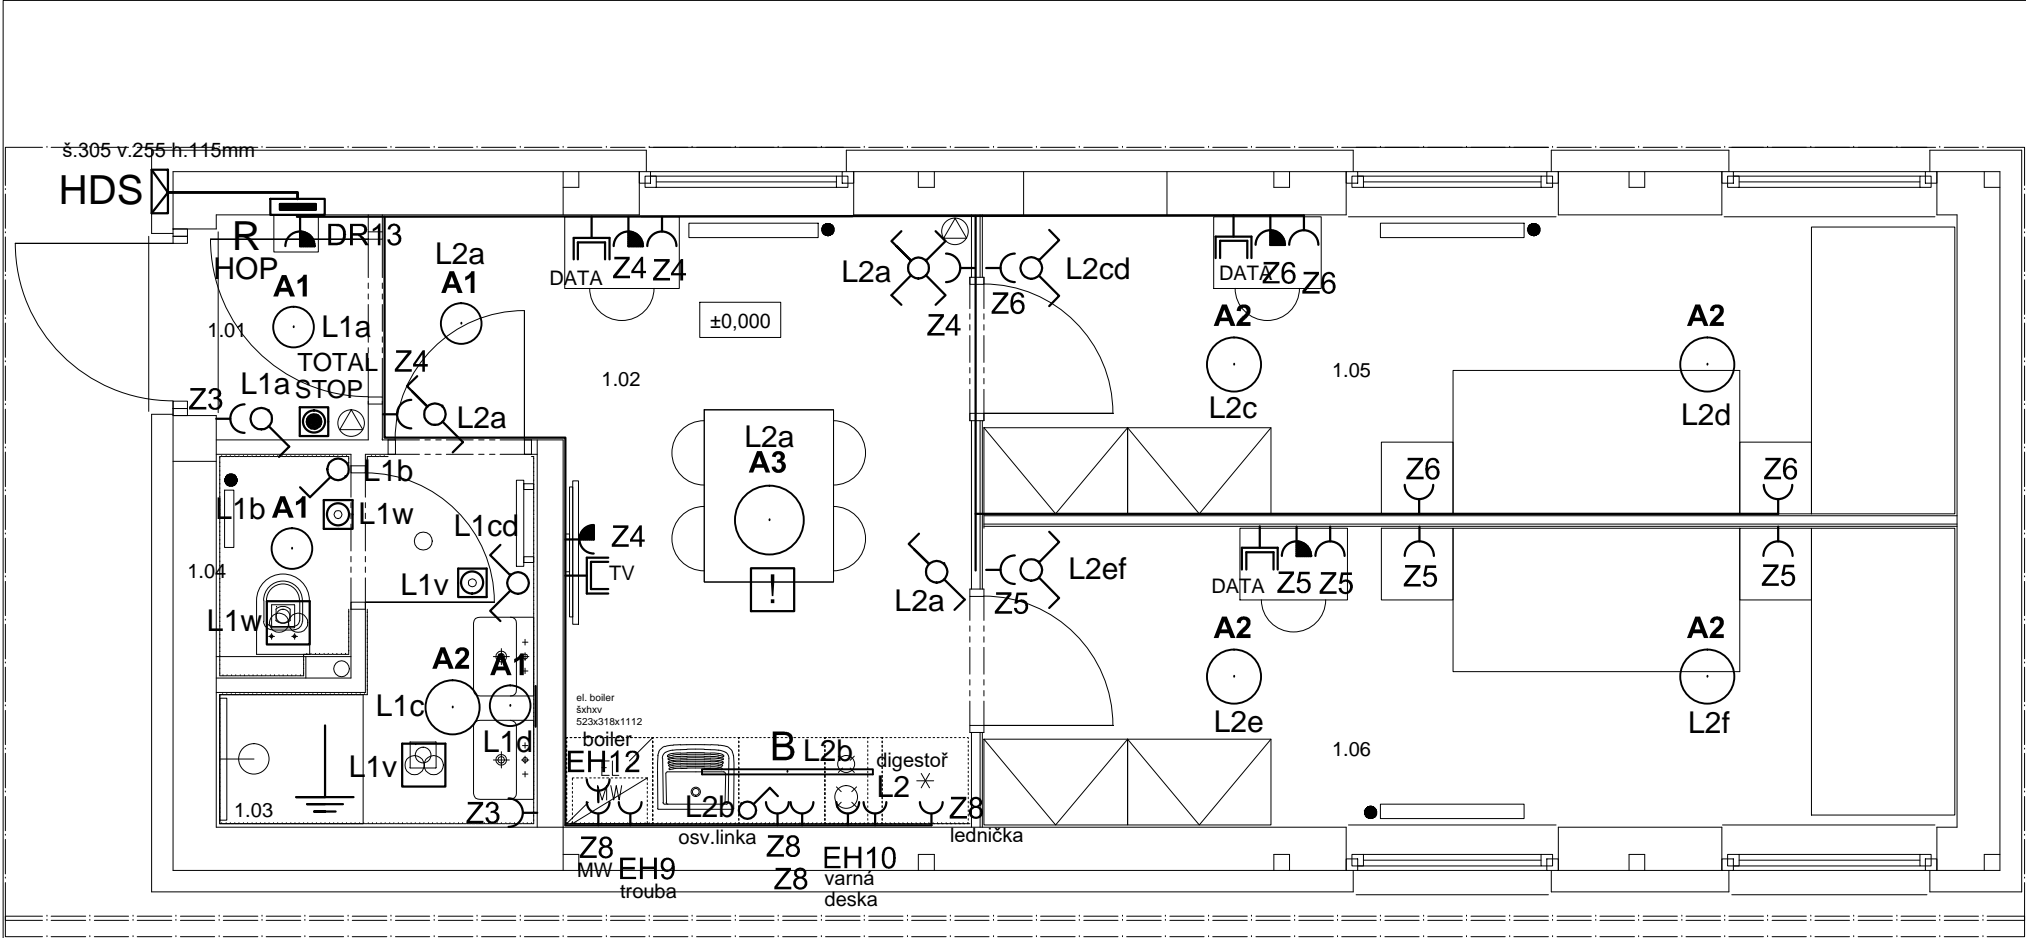 š.305 v.255 h.115mm
HDS
R
HOP
DR13
A1
L1a
1.01
TOTAL
STOP
L1a
Z3
L2a
A1
Z4
L2a
DATA
Z4
Z4
±0,000
1.02
L2a
Z4
Z6
L2cd
DATA
Z6
Z6
A2
L2c
1.05
A2
L2d
L2a
A3
!
Z6
Z6
L1b
L1b
A1
L1w
L1cd
L1v
1.04
L1w
Z4
TV
L2a
L2ef
Z5
DATA
Z5
Z5
Z5
Z5
A2
L2e
A2
L2f
1.06
A2
A1
L1c
L1d
L1v
1.03
Z3
el. boiler
šxhxv
523x318x1112
boiler
EH12
MW
B
L2b
digestoř
L2
L2b
osv.linka
Z8
lednička
Z8
MW
EH9
trouba
Z8
Z8
EH10
varná
deska